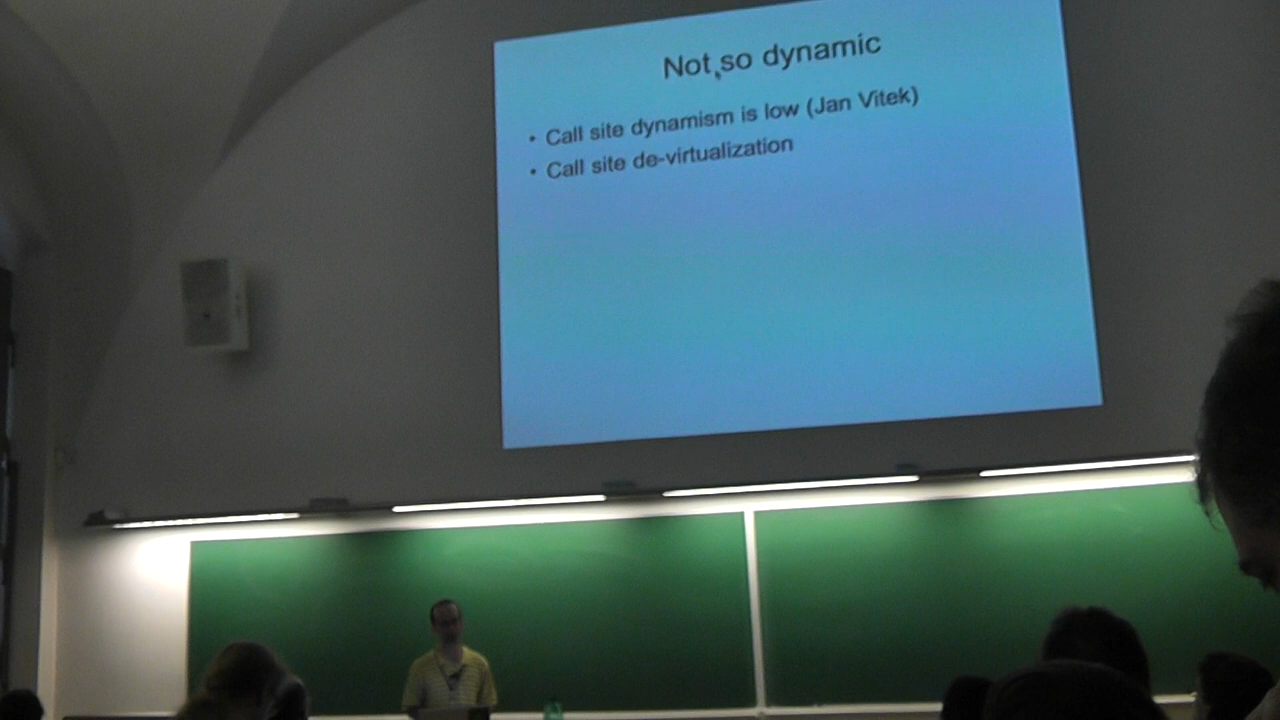 Not so dynamic
• Call site dynamism is low (Jan Vitek)
• Call site de-virtualization